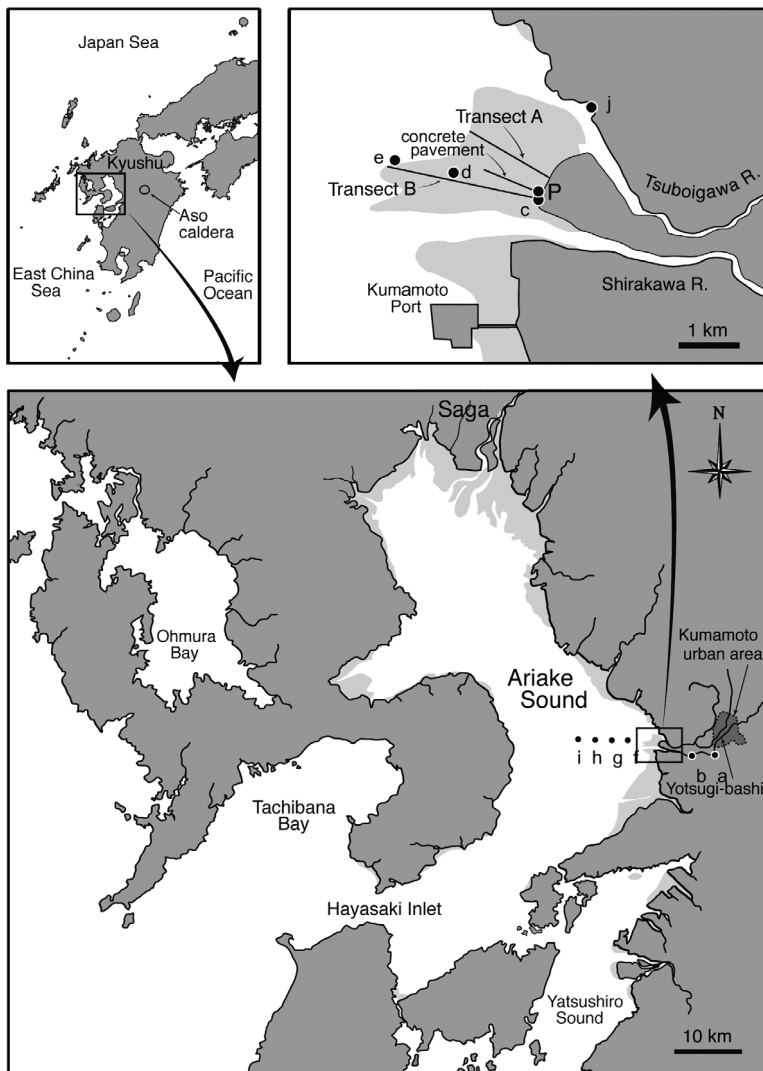 Japan Sea
Kyushu
Aso
caldera
East China
Sea
Pacific
Ocean
Transect A
concrete
pavement
j
e
d
P
Transect B
c
Tsuboigawa R.
Shirakawa R.
Kumamoto
Port
1 km
Saga
N
Ohmura
Bay
Kumamoto
urban area
Ariake
Sound
i h g f
b a
Yotsugi-bashi
Tachibana
Bay
Hayasaki Inlet
Yatsushiro
Sound
10 km